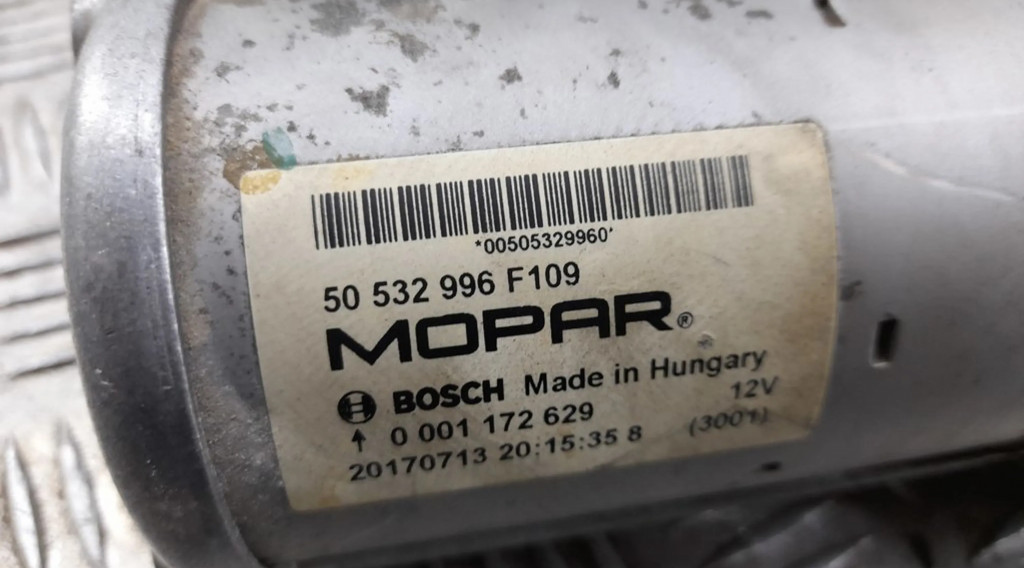 *00505329960*
50 532 996 F109
MOPAR®
BOSCH Made in Hungary
0 001 172 629 12V
20170713 20:15:35 8 (3001)